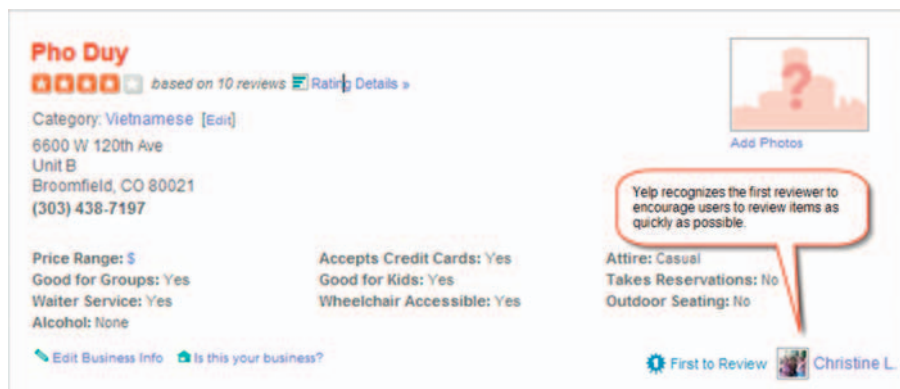 Pho Duy
based on 10 reviews Rating Details »
Category: Vietnamese [Edit]
6600 W 120th Ave
Unit B
Broomfield, CO 80021
(303) 438-7197
?
Add Photos
Yelp recognizes the first reviewer to
encourage users to review items as
quickly as possible.
Price Range: $
Good for Groups: Yes
Waiter Service: Yes
Alcohol: None
Accepts Credit Cards: Yes
Good for Kids: Yes
Wheelchair Accessible: Yes
Attire: Casual
Takes Reservations: No
Outdoor Seating: No
Edit Business Info Is this your business?
1 First to Review Christine L.